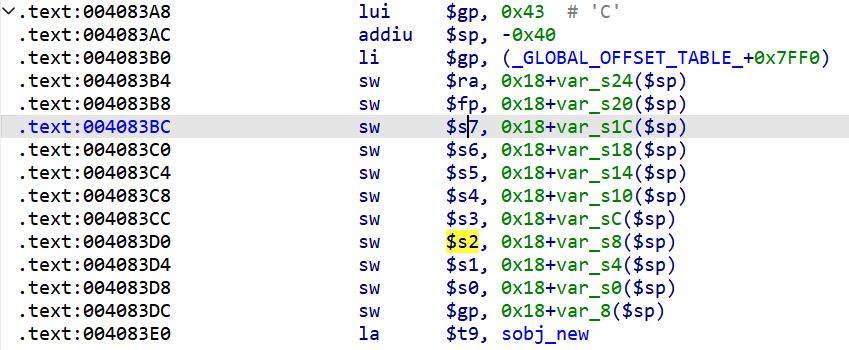 .text:004083A8 lui $gp, 0x43 # 'C'
.text:004083AC addiu $sp, -0x40
.text:004083B0 li $gp, (_GLOBAL_OFFSET_TABLE_+0x7FF0)
.text:004083B4 sw $ra, 0x18+var_s24($sp)
.text:004083B8 sw $fp, 0x18+var_s20($sp)
.text:004083BC sw $s7, 0x18+var_s1C($sp)
.text:004083C0 sw $s6, 0x18+var_s18($sp)
.text:004083C4 sw $s5, 0x18+var_s14($sp)
.text:004083C8 sw $s4, 0x18+var_s10($sp)
.text:004083CC sw $s3, 0x18+var_sC($sp)
.text:004083D0 sw $s2, 0x18+var_s8($sp)
.text:004083D4 sw $s1, 0x18+var_s4($sp)
.text:004083D8 sw $s0, 0x18+var_s0($sp)
.text:004083DC sw $gp, 0x18+var_8($sp)
.text:004083E0 la $t9, sobj_new